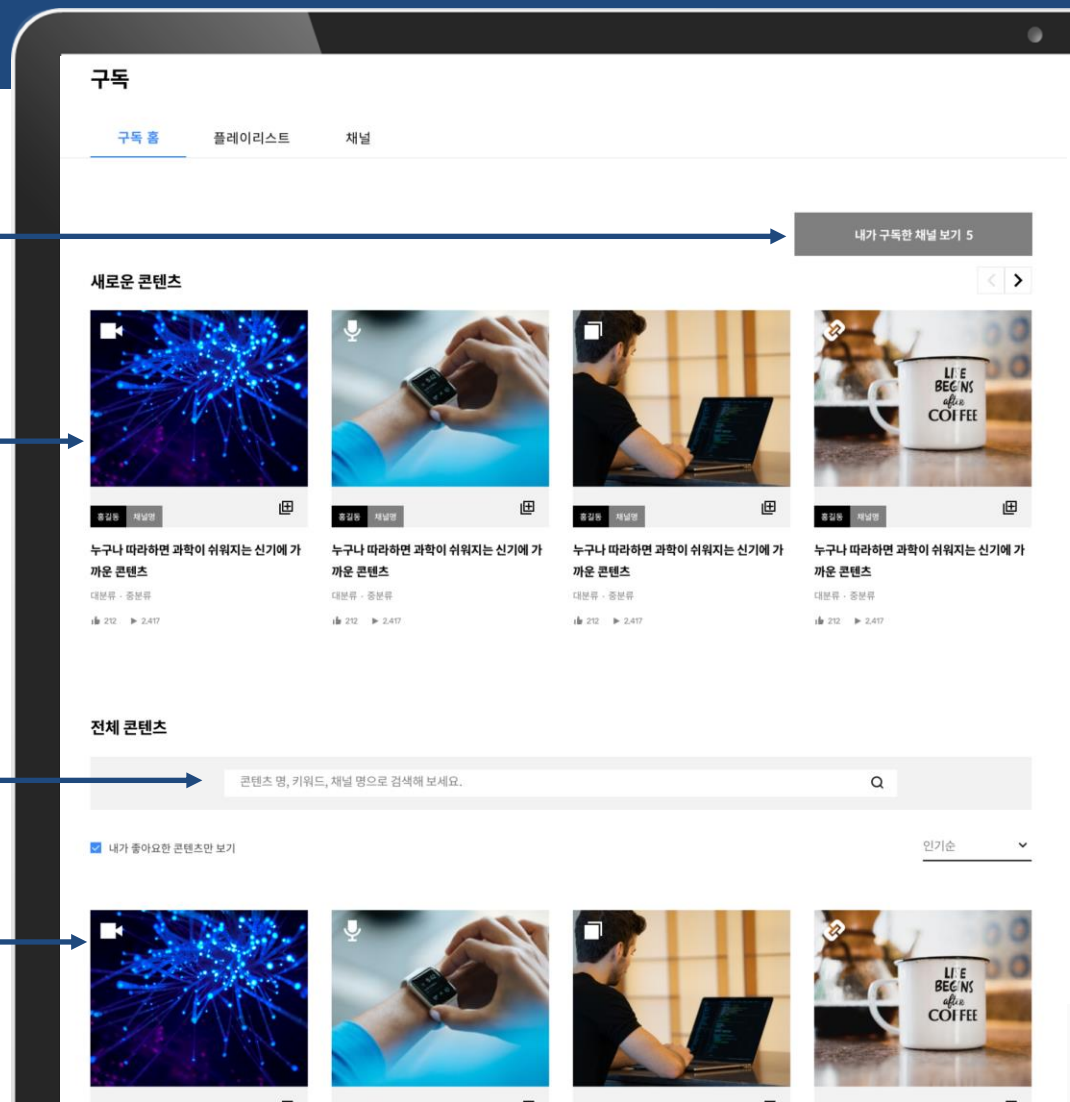 구독
구독 홈 플레이리스트 채널
내가 구독한 채널 보기 5
새로운 콘텐츠
LIFE
BEGINS
after
COFFEE
홍길동 채널명
홍길동 채널명
홍길동 채널명
홍길동 채널명
누구나 따라하면 과학이 쉬워지는 신기에 가
까운 콘텐츠
누구나 따라하면 과학이 쉬워지는 신기에 가
까운 콘텐츠
누구나 따라하면 과학이 쉬워지는 신기에 가
까운 콘텐츠
누구나 따라하면 과학이 쉬워지는 신기에 가
까운 콘텐츠
대분류 · 중분류
대분류 · 중분류
대분류 · 중분류
대분류 · 중분류
212 2,417
212 2,417
212 2,417
212 2,417
전체 콘텐츠
콘텐츠 명, 키워드, 채널 명으로 검색해 보세요.
내가 좋아요한 콘텐츠만 보기
인기순
LIFE
BEGINS
after
COFFEE